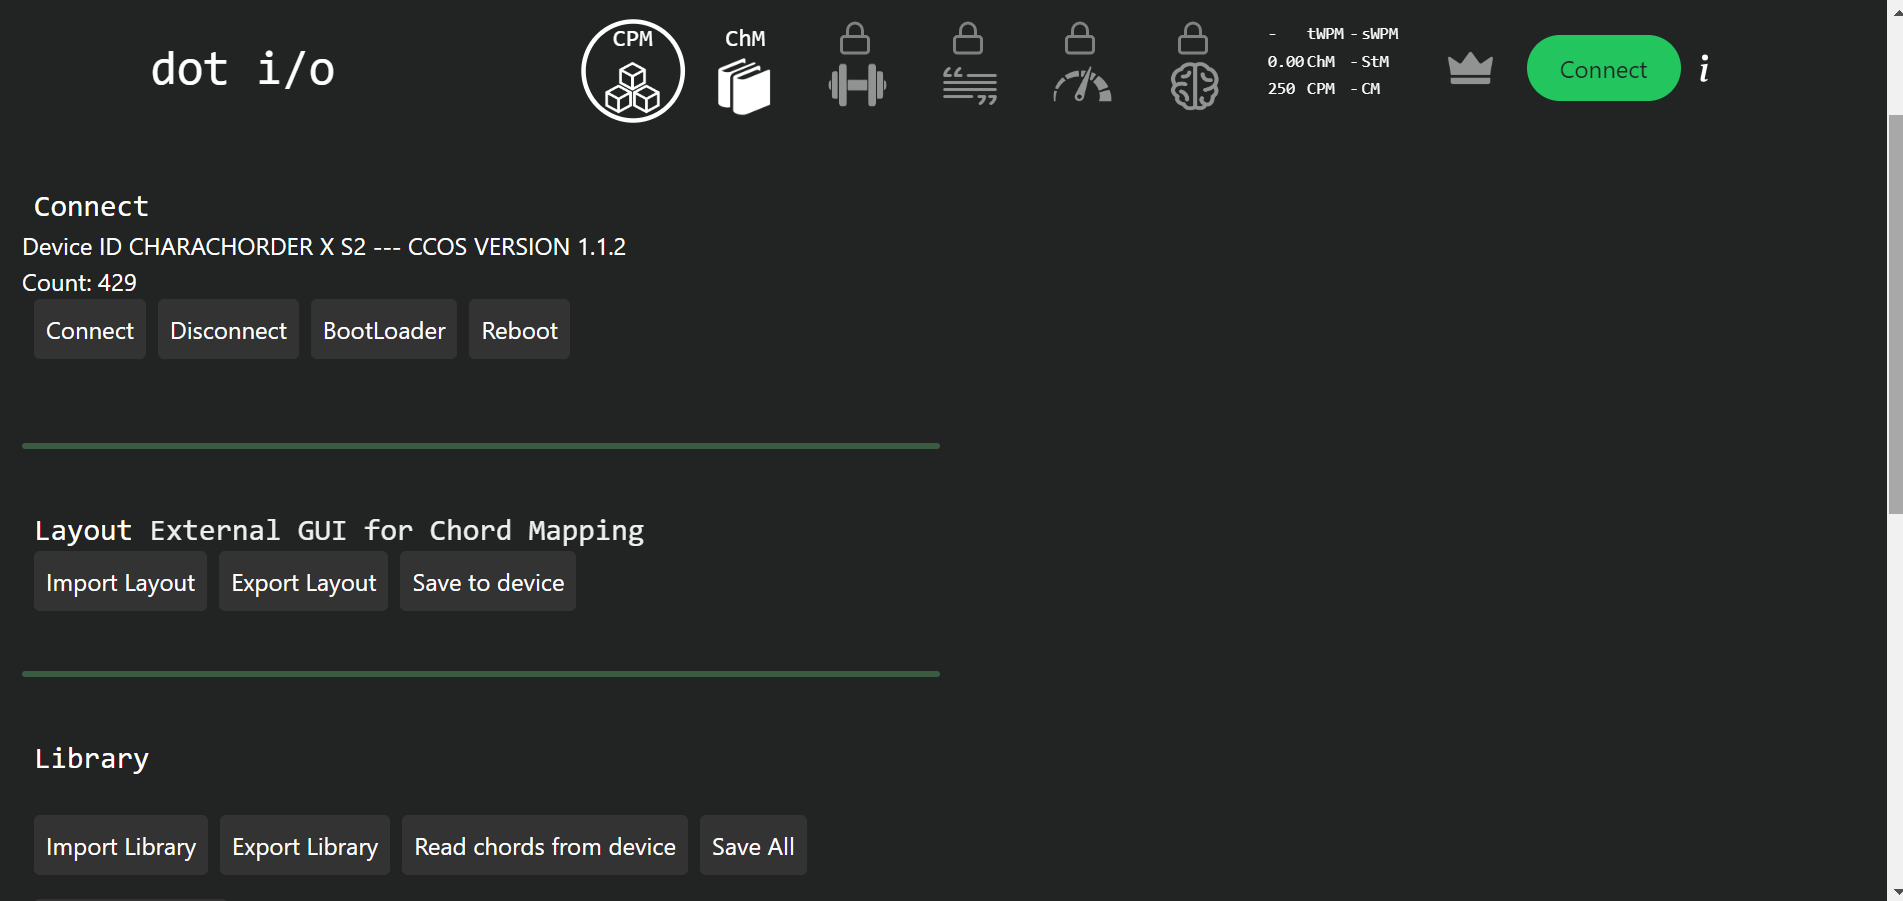 dot i/o
CPM
ChM
- tWPM - sWPM
0.00 ChM - StM
250 CPM - CM
Connect
i
Connect
Device ID CHARACHORDER X S2 --- CCOS VERSION 1.1.2
Count: 429
Connect Disconnect BootLoader Reboot
Layout External GUI for Chord Mapping
Import Layout Export Layout Save to device
Library
Import Library Export Library Read chords from device Save All